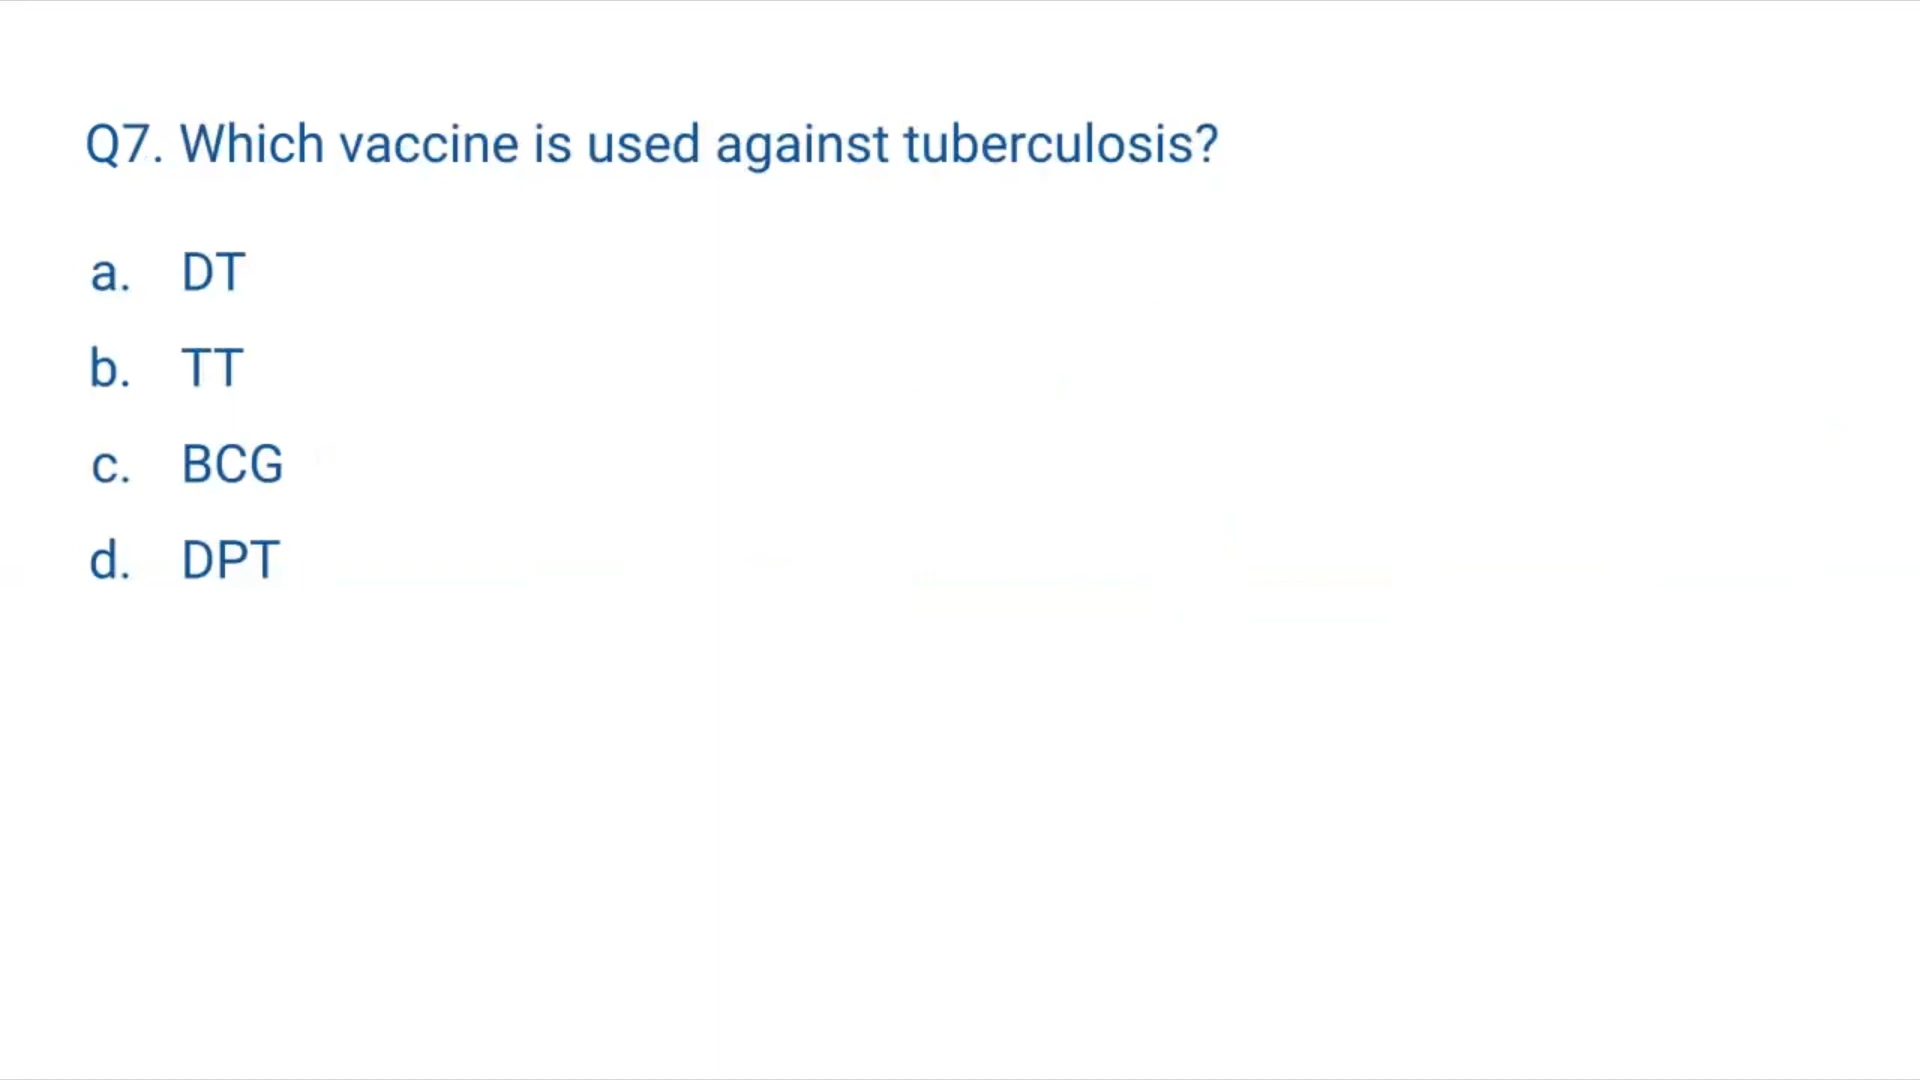 Q7. Which vaccine is used against tuberculosis?
a. DT
b. TT
c. BCG
d. DPT